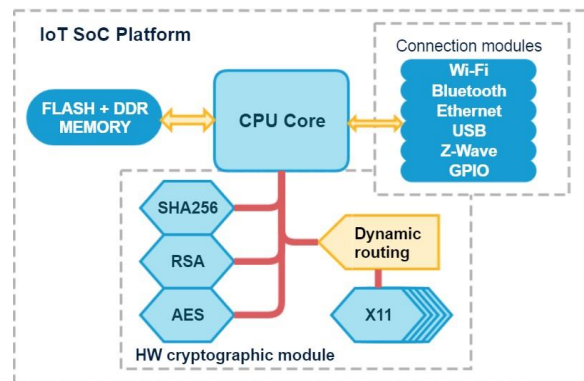 IoT SoC Platform
Connection modules
Wi-Fi
Bluetooth
Ethernet
USB
Z-Wave
GPIO
FLASH + DDR
MEMORY
CPU Core
SHA256
RSA
AES
Dynamic
routing
X11
HW cryptographic module